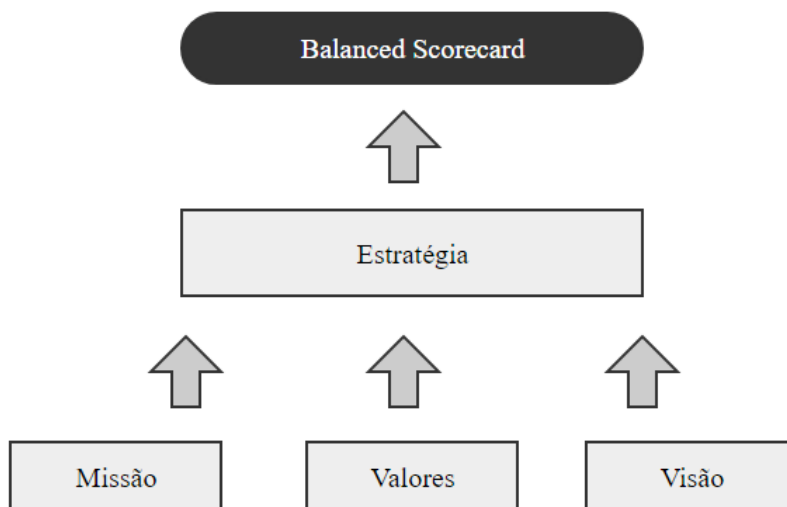 Balanced Scorecard
Estratégia
Missão
Valores
Visão